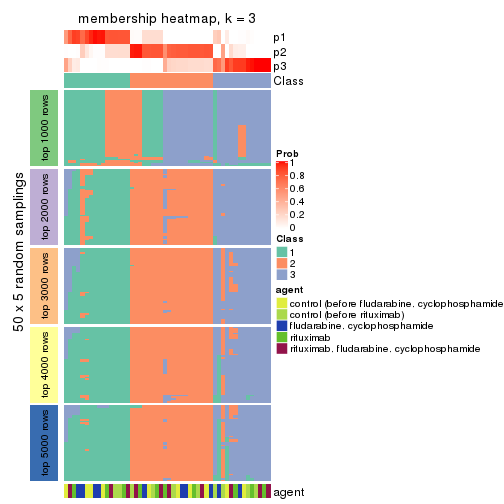 membership heatmap, k = 3
p1
p2
p3
Class
50 x 5 random samplings
top 1000 rows
top 2000 rows
top 3000 rows
top 4000 rows
top 5000 rows
agent
Prob
1
0.8
0.6
0.4
0.2
0
Class
1
2
3
agent
control (before fludarabine. cyclophosphamide
control (before rituximab)
fludarabine. cyclophosphamide
rituximab
rituximab. fludarabine. cyclophosphamide